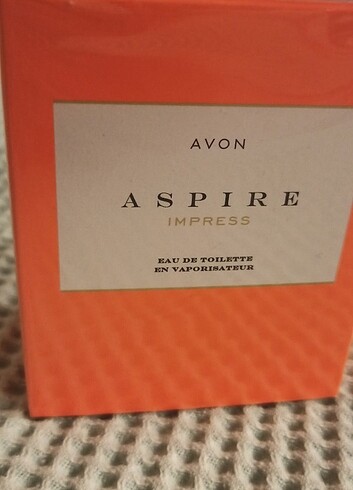 AVON
ASPIRE
IMPRESS
EAU DE TOILETTE
EN VAPORISATEUR